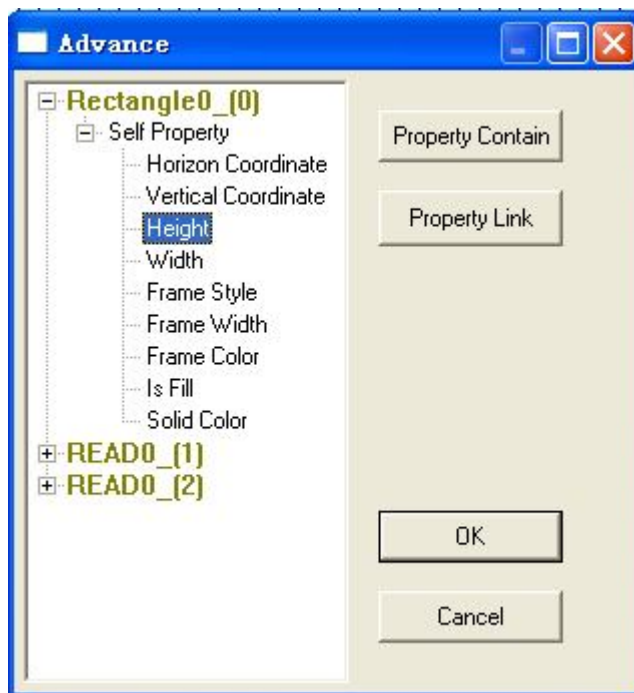 Advance
Rectangle0_(0)
Self Property
Horizon Coordinate
Vertical Coordinate
Height
Width
Frame Style
Frame Width
Frame Color
Is Fill
Solid Color
READ0_(1)
READ0_(2)
Property Contain
Property Link
OK
Cancel